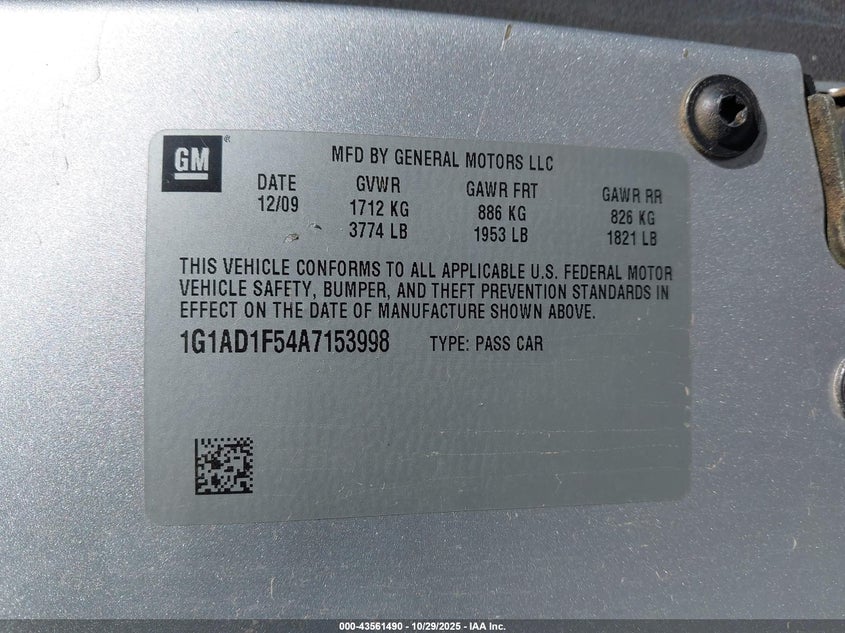 GM®
MFD BY GENERAL MOTORS LLC
DATE GVWR GAWR FRT GAWR RR
12/09 1712 KG 886 KG 826 KG
3774 LB 1953 LB 1821 LB
THIS VEHICLE CONFORMS TO ALL APPLICABLE U.S. FEDERAL MOTOR
VEHICLE SAFETY, BUMPER, AND THEFT PREVENTION STANDARDS IN
EFFECT ON THE DATE OF MANUFACTURE SHOWN ABOVE.
1G1AD1F54A7153998 TYPE: PASS CAR
000-43561490 - 10/29/2025 - IAA Inc.